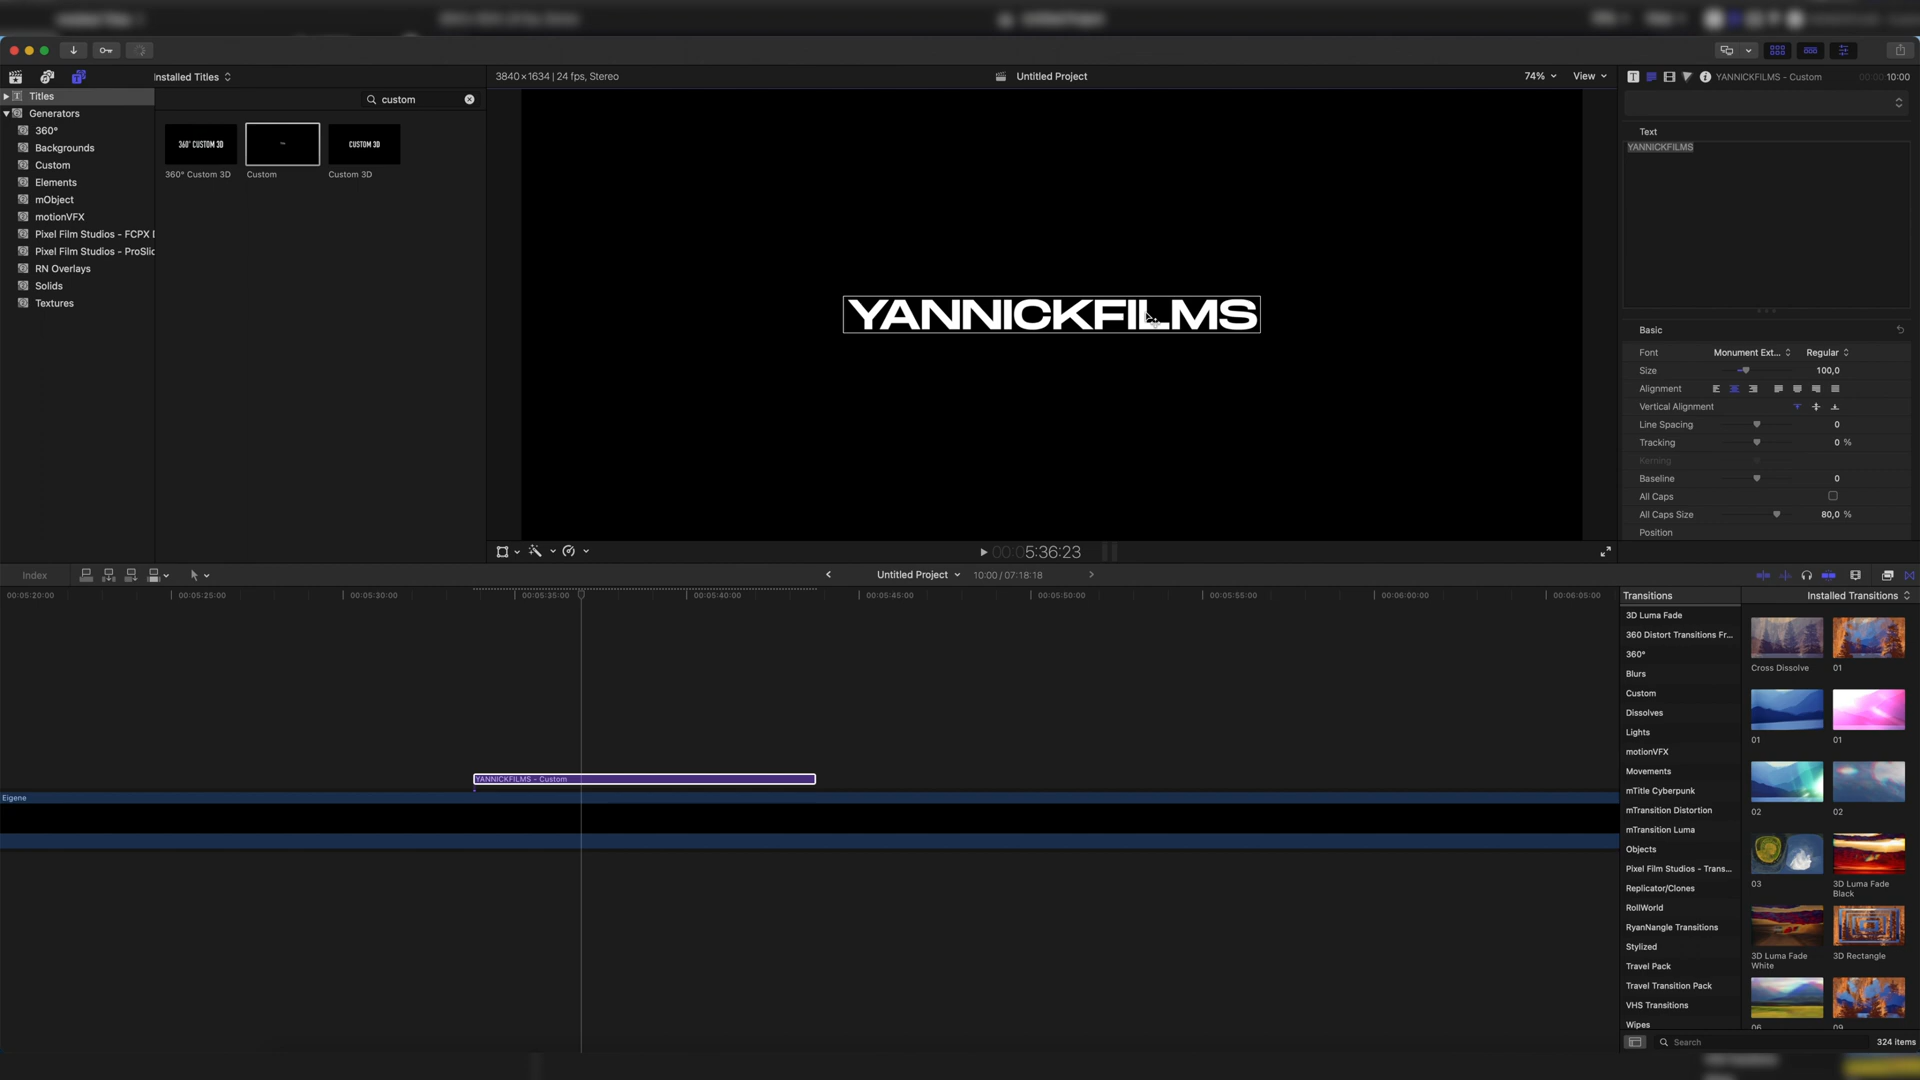 Installed Titles
3840 × 1634 | 24 fps, Stereo
Untitled Project
74%
View
YANNICKFILMS - Custom
00:00:10:00
Titles
custom
Generators
360°
Backgrounds
Custom
Elements
mObject
motionVFX
Pixel Film Studios - FCPX
Pixel Film Studios - ProSlic
RN Overlays
Solids
Textures
360° CUSTOM 3D
CUSTOM 3D
360° Custom 3D
Custom
Custom 3D
YANNICKFILMS
Text
YANNICKFILMS
Basic
Font
Monument Ext...
Regular
Size
100,0
Alignment
Vertical Alignment
Line Spacing
0
Tracking
0 %
Kerning
Baseline
0
All Caps
All Caps Size
80,0 %
Position
00:05:36:23
Index
Untitled Project
10:00 / 07:18:18
00:05:20:00
00:05:25:00
00:05:30:00
00:05:35:00
00:05:40:00
00:05:45:00
00:05:50:00
00:05:55:00
00:06:00:00
00:06:05:00
YANNICKFILMS - Custom
Eigene
Transitions
Installed Transitions
3D Luma Fade
360 Distort Transitions Fr...
360°
Blurs
Custom
Dissolves
Lights
motionVFX
Movements
mTitle Cyberpunk
mTransition Distortion
mTransition Luma
Objects
Pixel Film Studios - Trans...
Replicator/Clones
RollWorld
RyanNangle Transitions
Stylized
Travel Pack
Travel Transition Pack
VHS Transitions
Wipes
Cross Dissolve
01
01
01
02
02
03
3D Luma Fade Black
3D Luma Fade White
3D Rectangle
06
09
Search
324 items